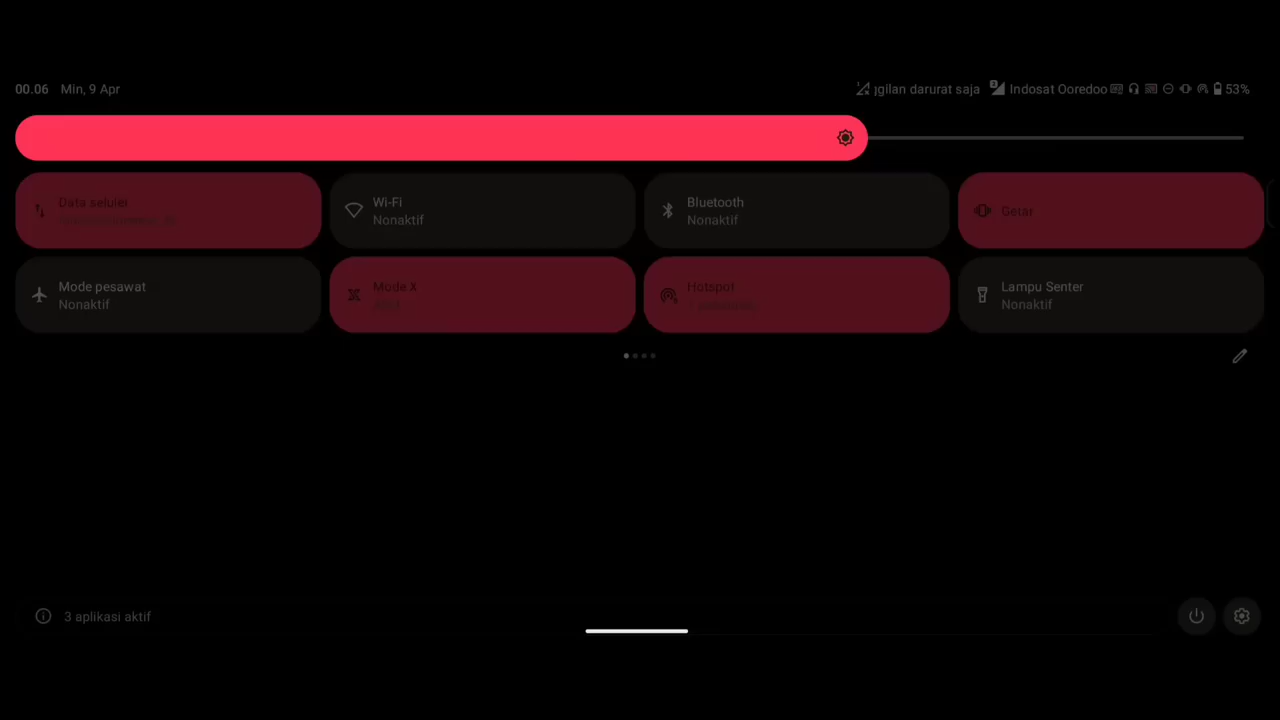 00.06 Min, 9 Apr gilan darurat saja Indosat Ooredoo 53%
Data seluler Wi-Fi Bluetooth Getar
Nonaktif Nonaktif
Mode pesawat Mode X Hotspot Lampu Senter
Nonaktif Nonaktif
3 aplikasi aktif